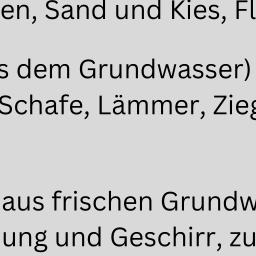 en, Sand und Kies, Fl
s dem Grundwasser)
Schafe, Lämmer, Zieg
aus frischen Grundw
ung und Geschirr, zu